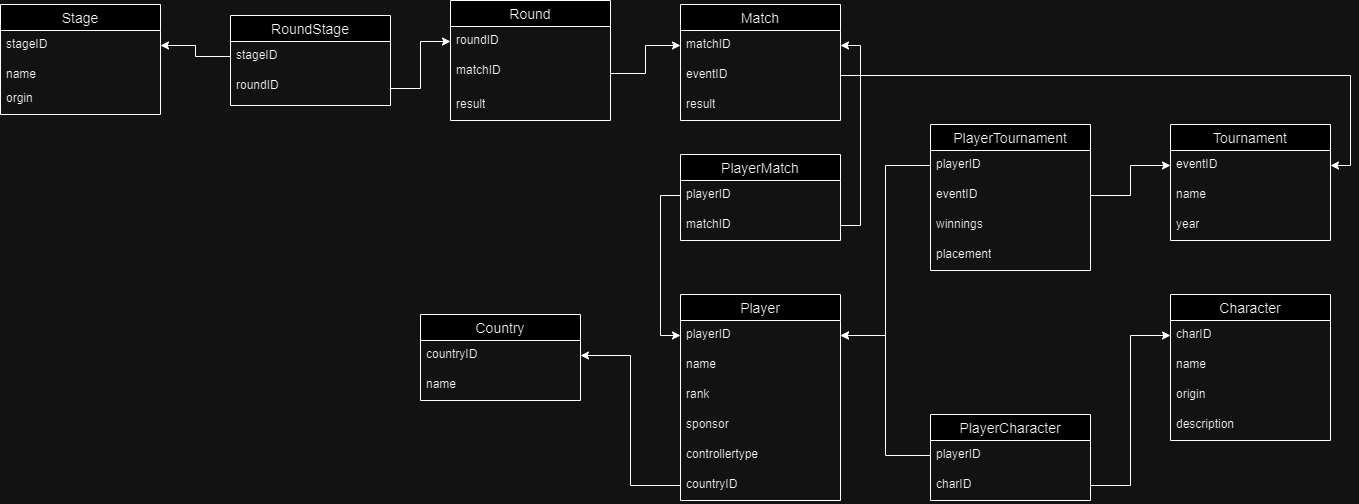 Stage
stageID
name
orgin
RoundStage
stageID
roundID
Round
roundID
matchID
result
Match
matchID
eventID
result
PlayerMatch
playerID
matchID
PlayerTournament
playerID
eventID
winnings
placement
Tournament
eventID
name
year
Country
countryID
name
Player
playerID
name
rank
sponsor
controllertype
countryID
PlayerCharacter
playerID
charID
Character
charID
name
origin
description